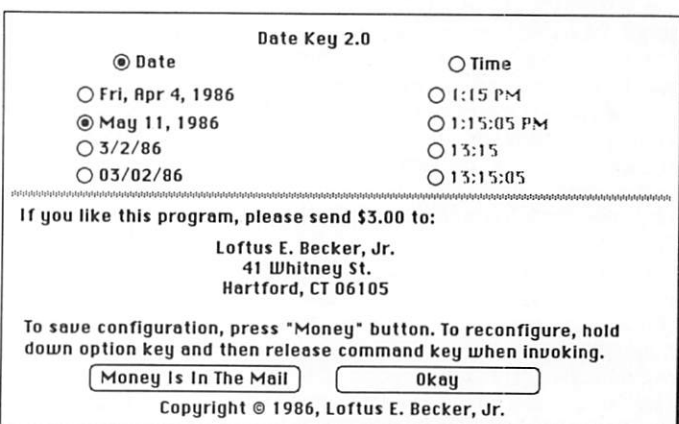 Date Key 2.0
Date Time
Fri, Apr 4, 1986 1:15 PM
May 11, 1986 1:15:05 PM
3/2/86 13:15
03/02/86 13:15:05
If you like this program, please send $3.00 to:
Loftus E. Becker, Jr.
41 Whitney St.
Hartford, CT 06105
To save configuration, press "Money" button. To reconfigure, hold
down option key and then release command key when invoking.
Money Is In The Mail Okay
Copyright © 1986, Loftus E. Becker, Jr.